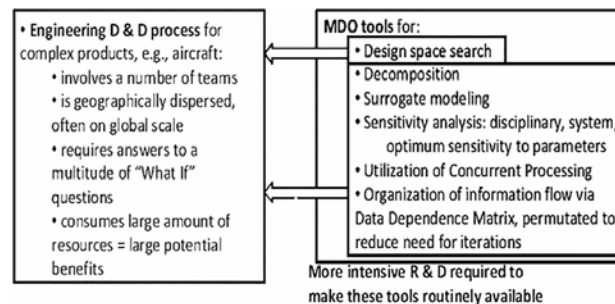 • Engineering D & D process for
complex products, e.g., aircraft:
• involves a number of teams
• is geographically dispersed,
often on global scale
• requires answers to a
multitude of “What If”
questions
• consumes large amount of
resources = large potential
benefits
MDO tools for:
• Design space search
• Decomposition
• Surrogate modeling
• Sensitivity analysis: disciplinary, system,
optimum sensitivity to parameters
• Utilization of Concurrent Processing
• Organization of information flow via
Data Dependence Matrix, permutated to
reduce need for iterations
More intensive R & D required to
make these tools routinely available